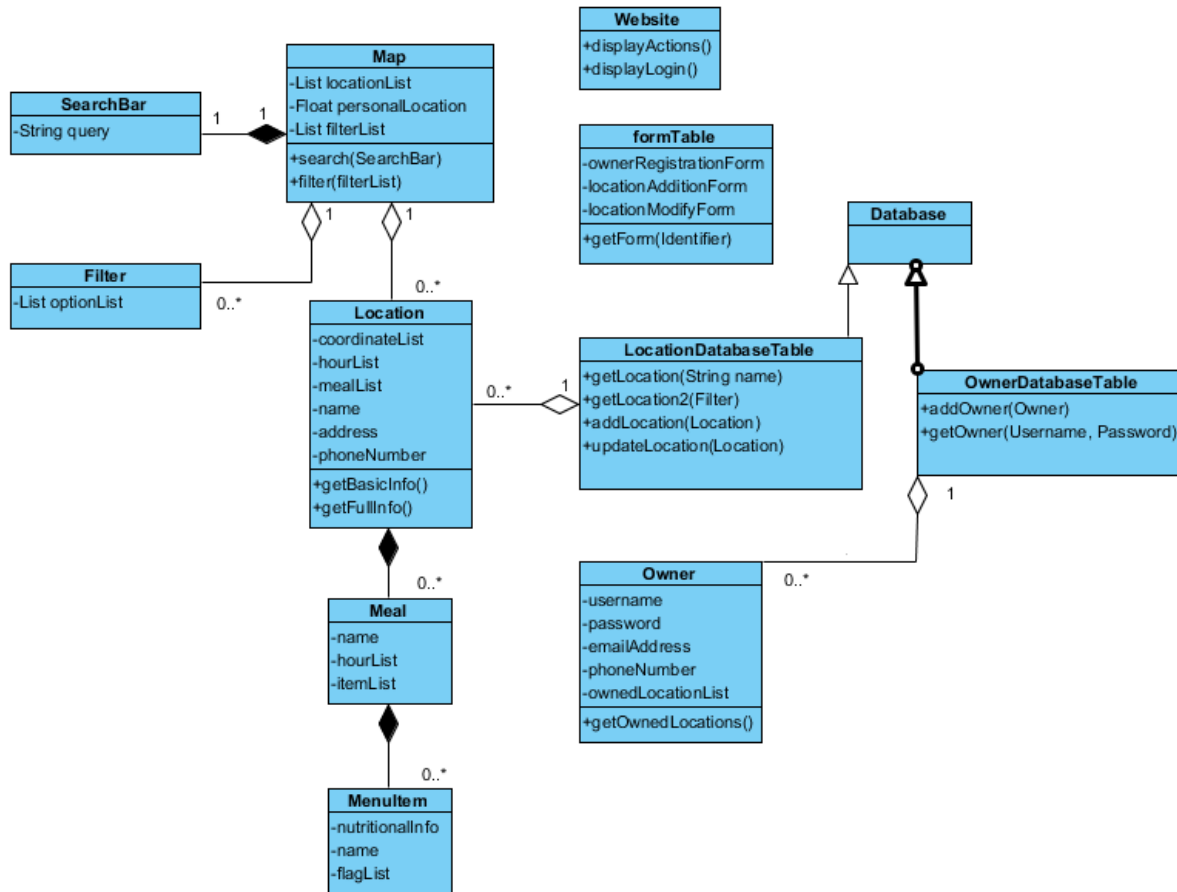 Website
+displayActions()
+displayLogin()
Map
-List locationList
-Float personalLocation
-List filterList
+search(SearchBar)
+filter(filterList)
SearchBar
-String query
1
1
formTable
-ownerRegistrationForm
-locationAdditionForm
-locationModifyForm
+getForm(Identifier)
Database
1
1
Filter
-List optionList
0..*
0..*
Location
-coordinateList
-hourList
-mealList
-name
-address
-phoneNumber
+getBasicInfo()
+getFullInfo()
0..*
1
LocationDatabaseTable
+getLocation(String name)
+getLocation2(Filter)
+addLocation(Location)
+updateLocation(Location)
OwnerDatabaseTable
+addOwner(Owner)
+getOwner(Username, Password)
1
0..*
Owner
-username
-password
-emailAddress
-phoneNumber
-ownedLocationList
+getOwnedLocations()
0..*
Meal
-name
-hourList
-itemList
0..*
MenuItem
-nutritionalInfo
-name
-flagList